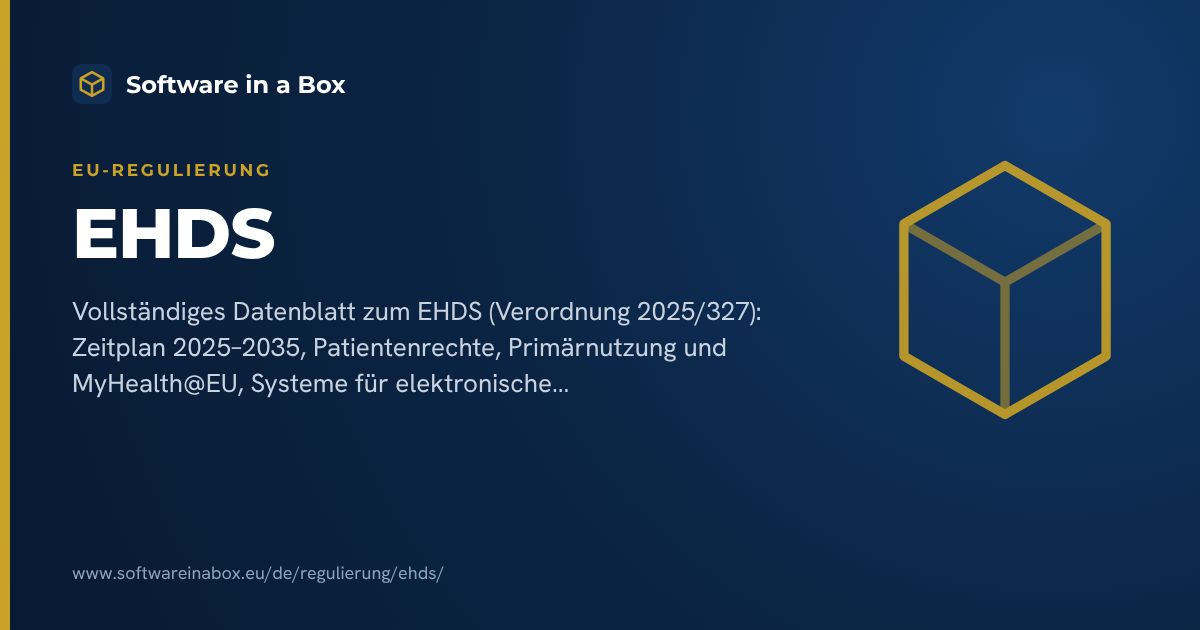 Software in a Box
EU-REGULIERUNG
EHDS
Vollständiges Datenblatt zum EHDS (Verordnung 2025/327):
Zeitplan 2025–2035, Patientenrechte, Primärnutzung und
MyHealth@EU, Systeme für elektronische…
www.softwareinabox.eu/de/regulierung/ehds/